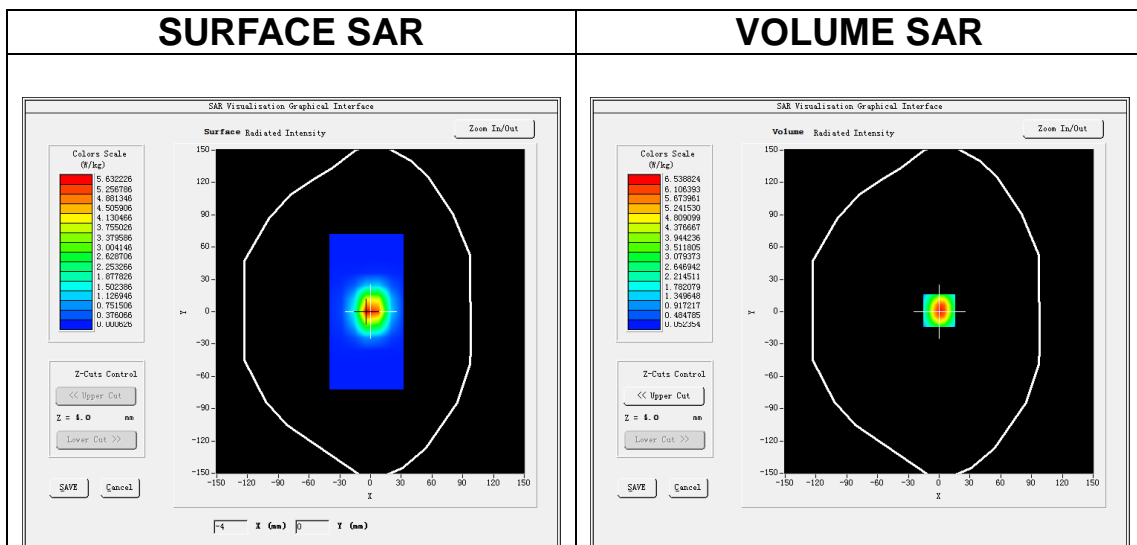 SURFACE SAR
VOLUME SAR
SAR Visualisation Graphical Interface
Surface Radiated Intensity
Zoom In/Out
Colors Scale
(W/kg)
5.632226
5.256786
4.881346
4.505906
4.130466
3.755026
3.379586
3.004146
2.628706
2.253266
1.877826
1.502386
1.126946
0.751506
0.376066
0.000626
150
120
90
60
30
0
-30
-60
-90
-120
-150
Y
-150 -120 -90 -60 -30 0 30 60 90 120 150
X
Z-Cuts Control
<< Upper Cut
Z = 4.0 mm
Lower Cut >>
SAVE Cancel
-4 X (mm) 0 Y (mm)
SAR Visualisation Graphical Interface
Volume Radiated Intensity
Zoom In/Out
Colors Scale
(W/kg)
6.538824
6.106393
5.673961
5.241530
4.809099
4.376667
3.944236
3.511805
3.079373
2.646942
2.214511
1.782079
1.349648
0.917217
0.484785
0.052354
150
120
90
60
30
0
-30
-60
-90
-120
-150
Y
-150 -120 -90 -60 -30 0 30 60 90 120 150
X
Z-Cuts Control
<< Upper Cut
Z = 4.0 mm
Lower Cut >>
SAVE Cancel